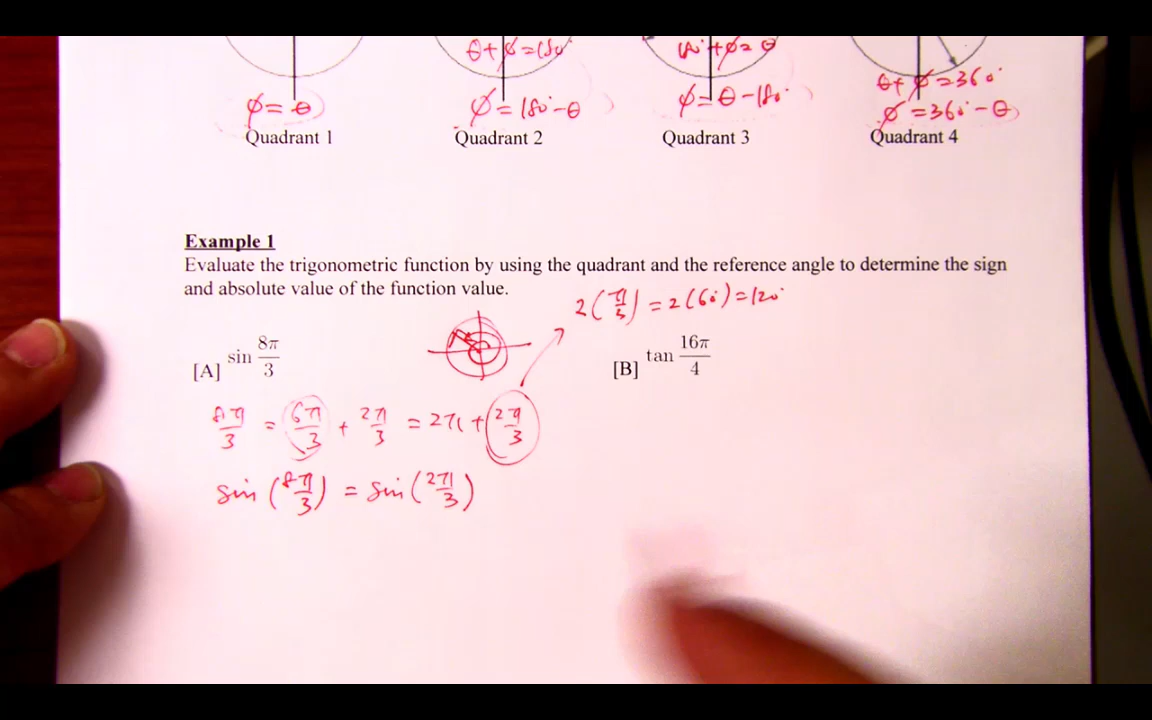 θ+ϕ=180° 180°+ϕ=θ θ+ϕ=360°
ϕ=θ ϕ=180°-θ ϕ=θ-180° ϕ=360°-θ
Quadrant 1 Quadrant 2 Quadrant 3 Quadrant 4
Example 1
Evaluate the trigonometric function by using the quadrant and the reference angle to determine the sign
and absolute value of the function value.
2(π/3)=2(60°)=120°
[A] sin 8π/3 [B] tan 16π/4
8π/3 = 6π/3 + 2π/3 = 2π+2π/3
sin(8π/3)=sin(2π/3)